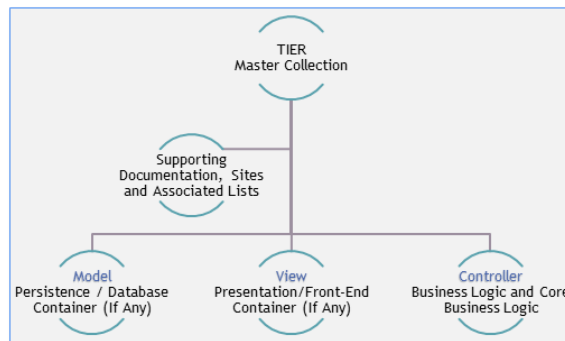 TIER
Master Collection
Supporting
Documentation, Sites
and Associated Lists
Model
Persistence / Database
Container (If Any)
View
Presentation/Front-End
Container (If Any)
Controller
Business Logic and Core
Business Logic